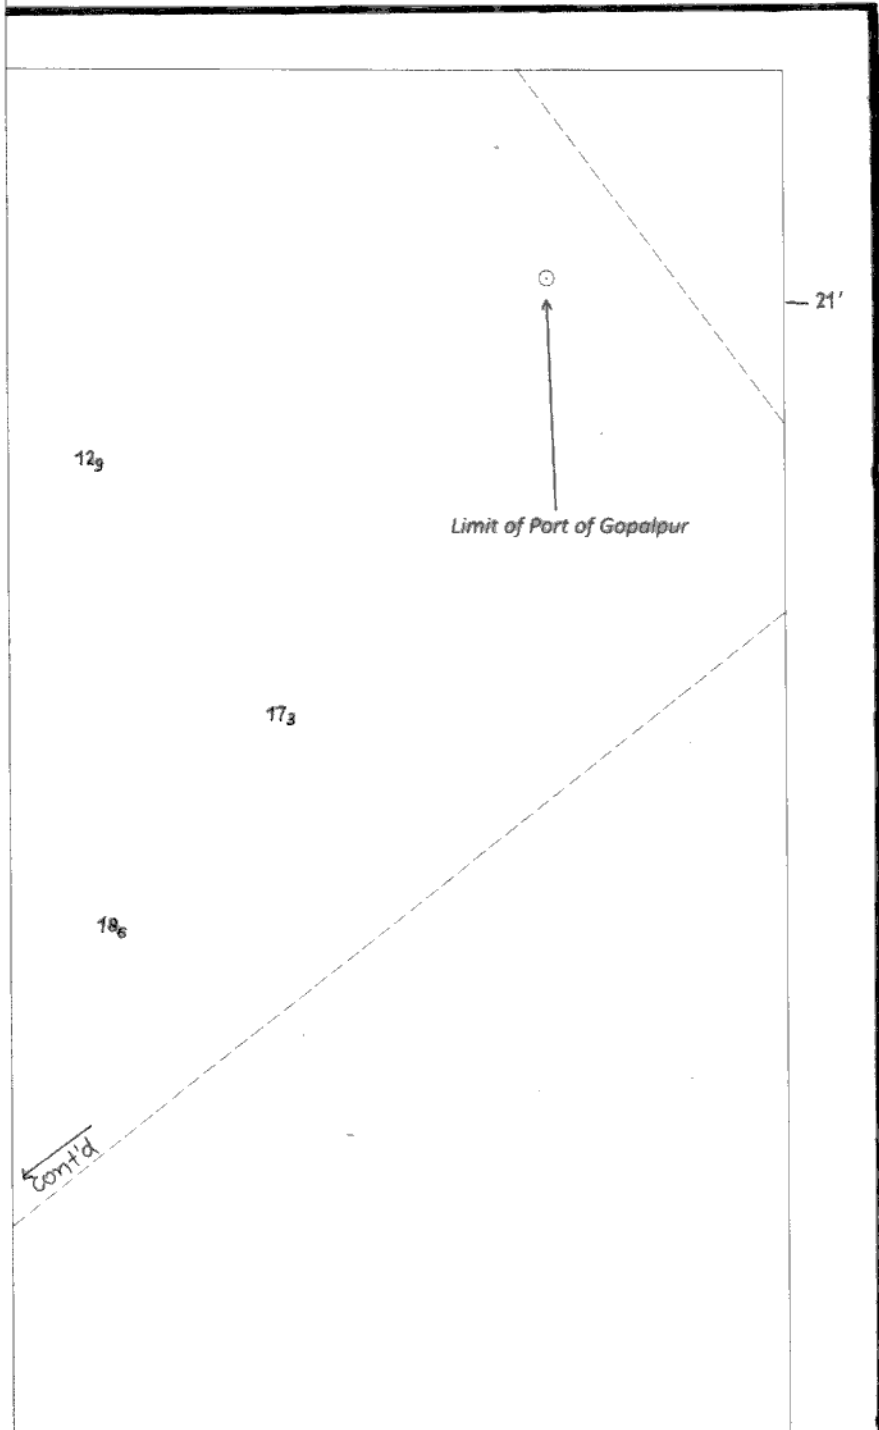 21'
12₉
Limit of Port of Gopalpur
17₃
18₆
cont'd